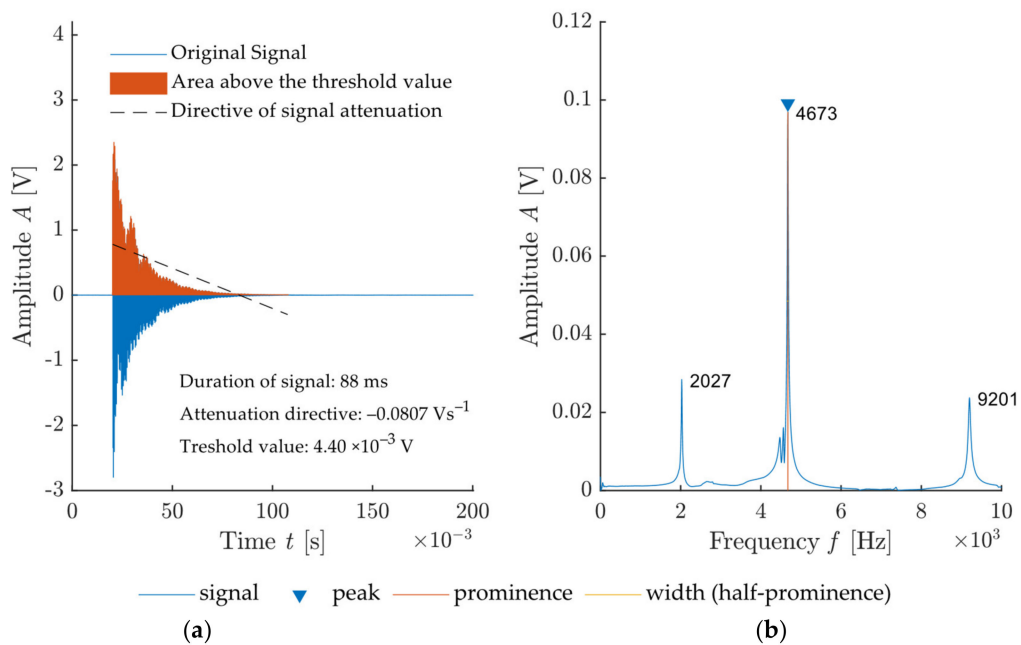 (a)
4
3
2
1
0
-1
-2
-3
Amplitude A [V]
Original Signal
Area above the threshold value
Directive of signal attenuation
Duration of signal: 88 ms
Attenuation directive: –0.0807 Vs⁻¹
Treshold value: 4.40 ×10⁻³ V
0
50
100
150
200
Time t [s]
×10⁻³
0.12
0.1
0.08
0.06
0.04
0.02
0
Amplitude A [V]
4673
2027
9201
0
2
4
6
8
10
Frequency f [Hz]
×10³
signal
peak
prominence
width (half-prominence)
(a)
(b)